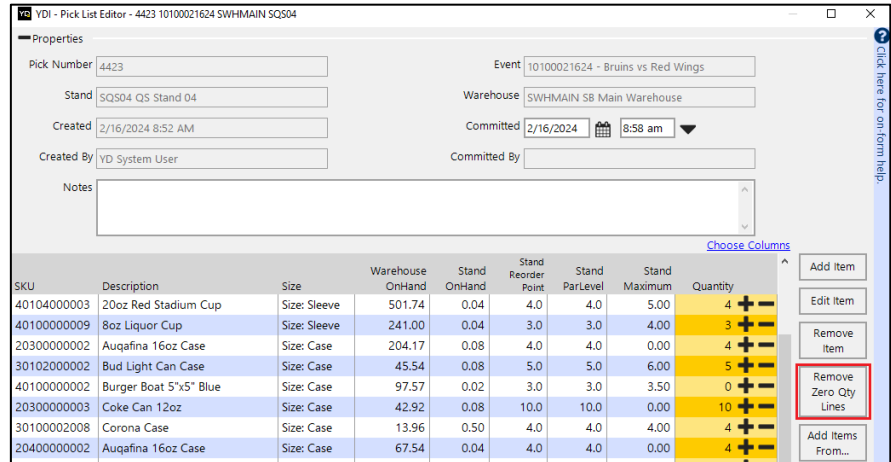 YDI - Pick List Editor - 4423 10100021624 SWHMAIN SQS04
Properties
Pick Number 4423
Event 10100021624 - Bruins vs Red Wings
Stand SQS04 QS Stand 04
Warehouse SWHMAIN SB Main Warehouse
Created 2/16/2024 8:52 AM
Committed 2/16/2024 8:58 am
Created By YD System User
Committed By
Notes
Choose Columns
SKU Description Size Warehouse OnHand Stand OnHand Stand Reorder Point Stand ParLevel Stand Maximum Quantity
40104000003 20oz Red Stadium Cup Size: Sleeve 501.74 0.04 4.0 4.0 5.00 4
40100000009 8oz Liquor Cup Size: Sleeve 241.00 0.04 3.0 3.0 4.00 3
20300000002 Auqafina 16oz Case Size: Case 204.17 0.08 4.0 4.0 0.00 4
30102000002 Bud Light Can Case Size: Case 45.54 0.08 5.0 5.0 6.00 5
40100000002 Burger Boat 5"x5" Blue Size: Case 97.57 0.02 3.0 3.0 3.50 0
20300000003 Coke Can 12oz Size: Case 42.92 0.08 10.0 10.0 0.00 10
30100002008 Corona Case Size: Case 13.96 0.50 4.0 4.0 4.00 4
20400000002 Auqafina 16oz Case Size: Case 67.54 0.04 4.0 4.0 0.00 4
Add Item
Edit Item
Remove
Item
Remove
Zero Qty
Lines
Add Items
From...
Click here for on-form help.